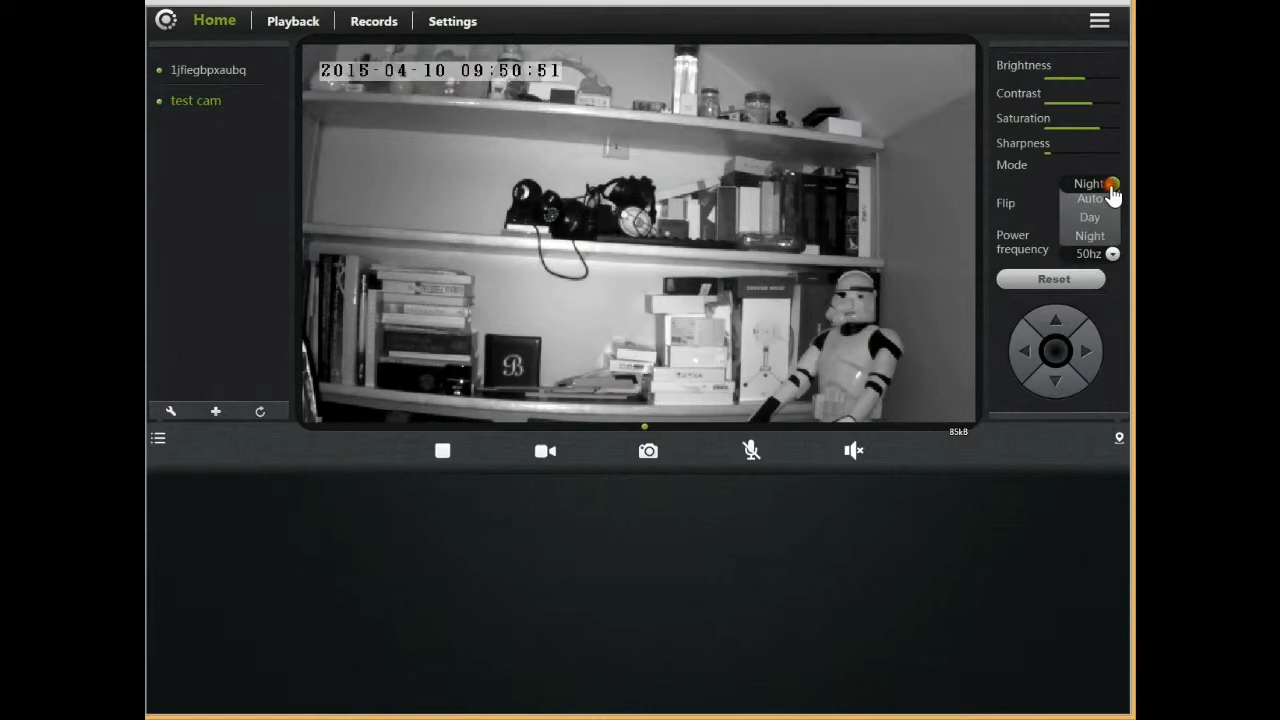 Home
Playback
Records
Settings
1jfiegbpxaubq
test cam
2015-04-10 09:50:51
B
Brightness
Contrast
Saturation
Sharpness
Mode
Night
Auto
Day
Night
Flip
Power frequency
50hz
Reset
85kB